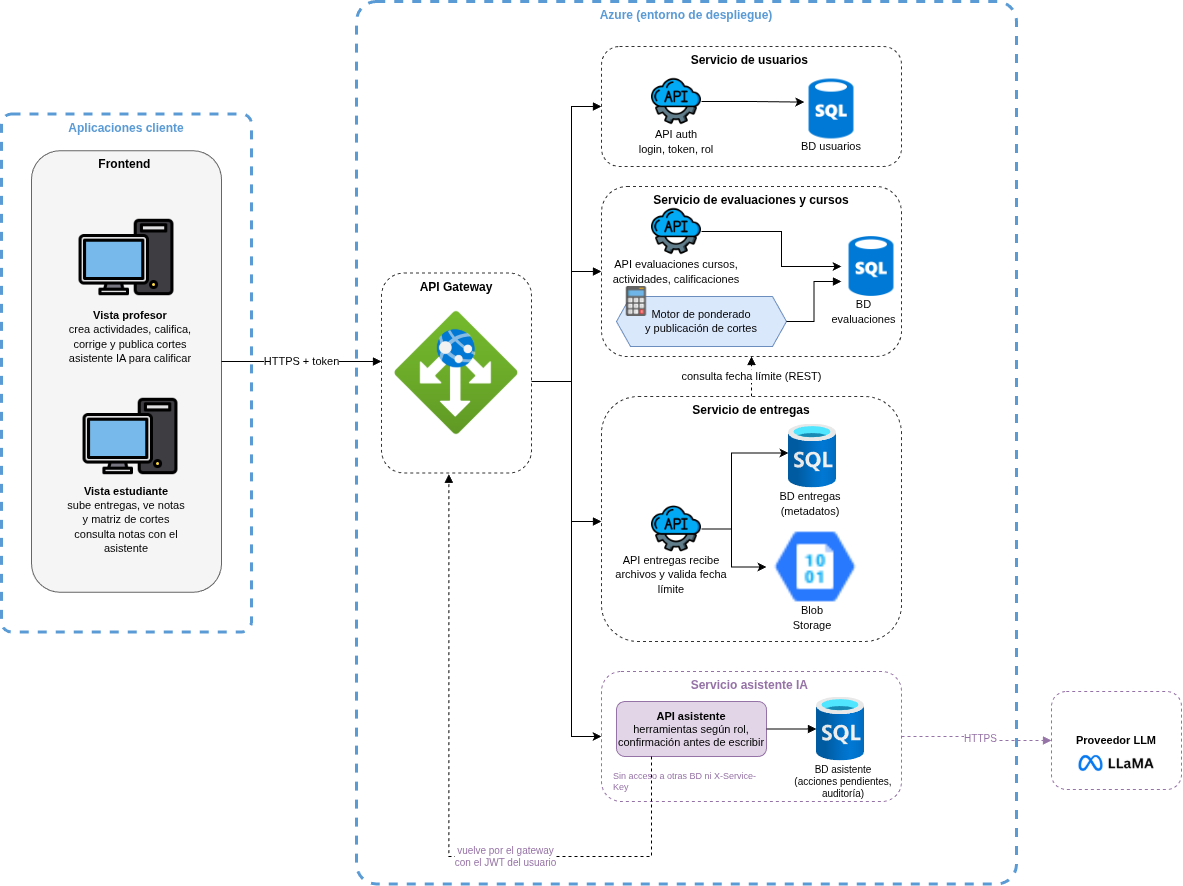 Azure (entorno de despliegue)
Aplicaciones cliente
Frontend
Vista profesor
crea actividades, califica,
corrige y publica cortes
asistente IA para calificar
Vista estudiante
sube entregas, ve notas
y matriz de cortes
consulta notas con el
asistente
HTTPS + token
API Gateway
Servicio de usuarios
API
API auth
login, token, rol
SQL
BD usuarios
Servicio de evaluaciones y cursos
API
API evaluaciones cursos,
actividades, calificaciones
SQL
BD
evaluaciones
Motor de ponderado
y publicación de cortes
consulta fecha límite (REST)
Servicio de entregas
SQL
BD entregas
(metadatos)
API
API entregas recibe
archivos y valida fecha
límite
10
01
Blob
Storage
Servicio asistente IA
API asistente
herramientas según rol,
confirmación antes de escribir
Sin acceso a otras BD ni X-Service-
Key
SQL
BD asistente
(acciones pendientes,
auditoría)
vuelve por el gateway
con el JWT del usuario
HTTPS
Proveedor LLM
LLaMA